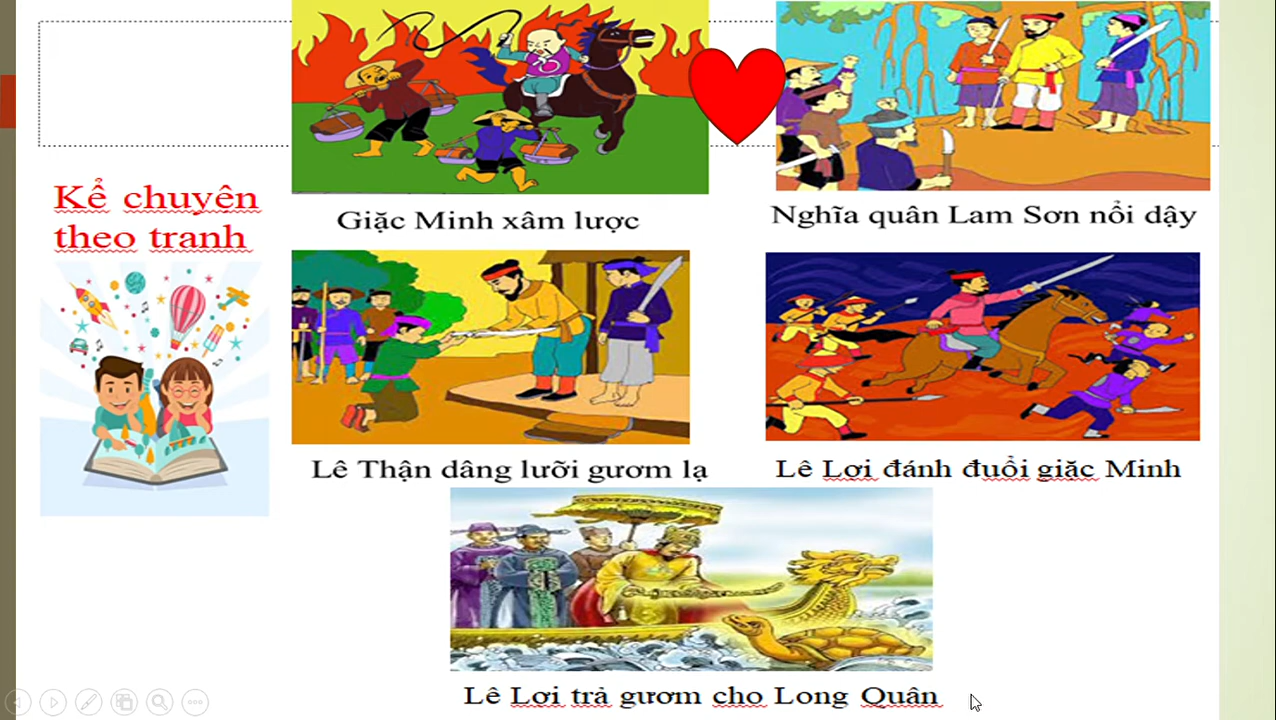 Kể chuyện
theo tranh
Giặc Minh xâm lược
Nghĩa quân Lam Sơn nổi dậy
Lê Thận dâng lưỡi gươm lạ
Lê Lợi đánh đuổi giặc Minh
Lê Lợi trả gươm cho Long Quân